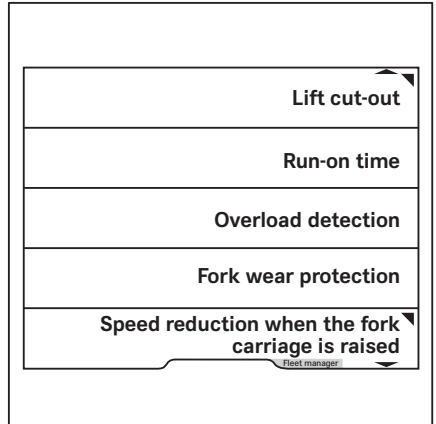 Lift cut-out
Run-on time
Overload detection
Fork wear protection
Speed reduction when the fork
carriage is raised
Fleet manager